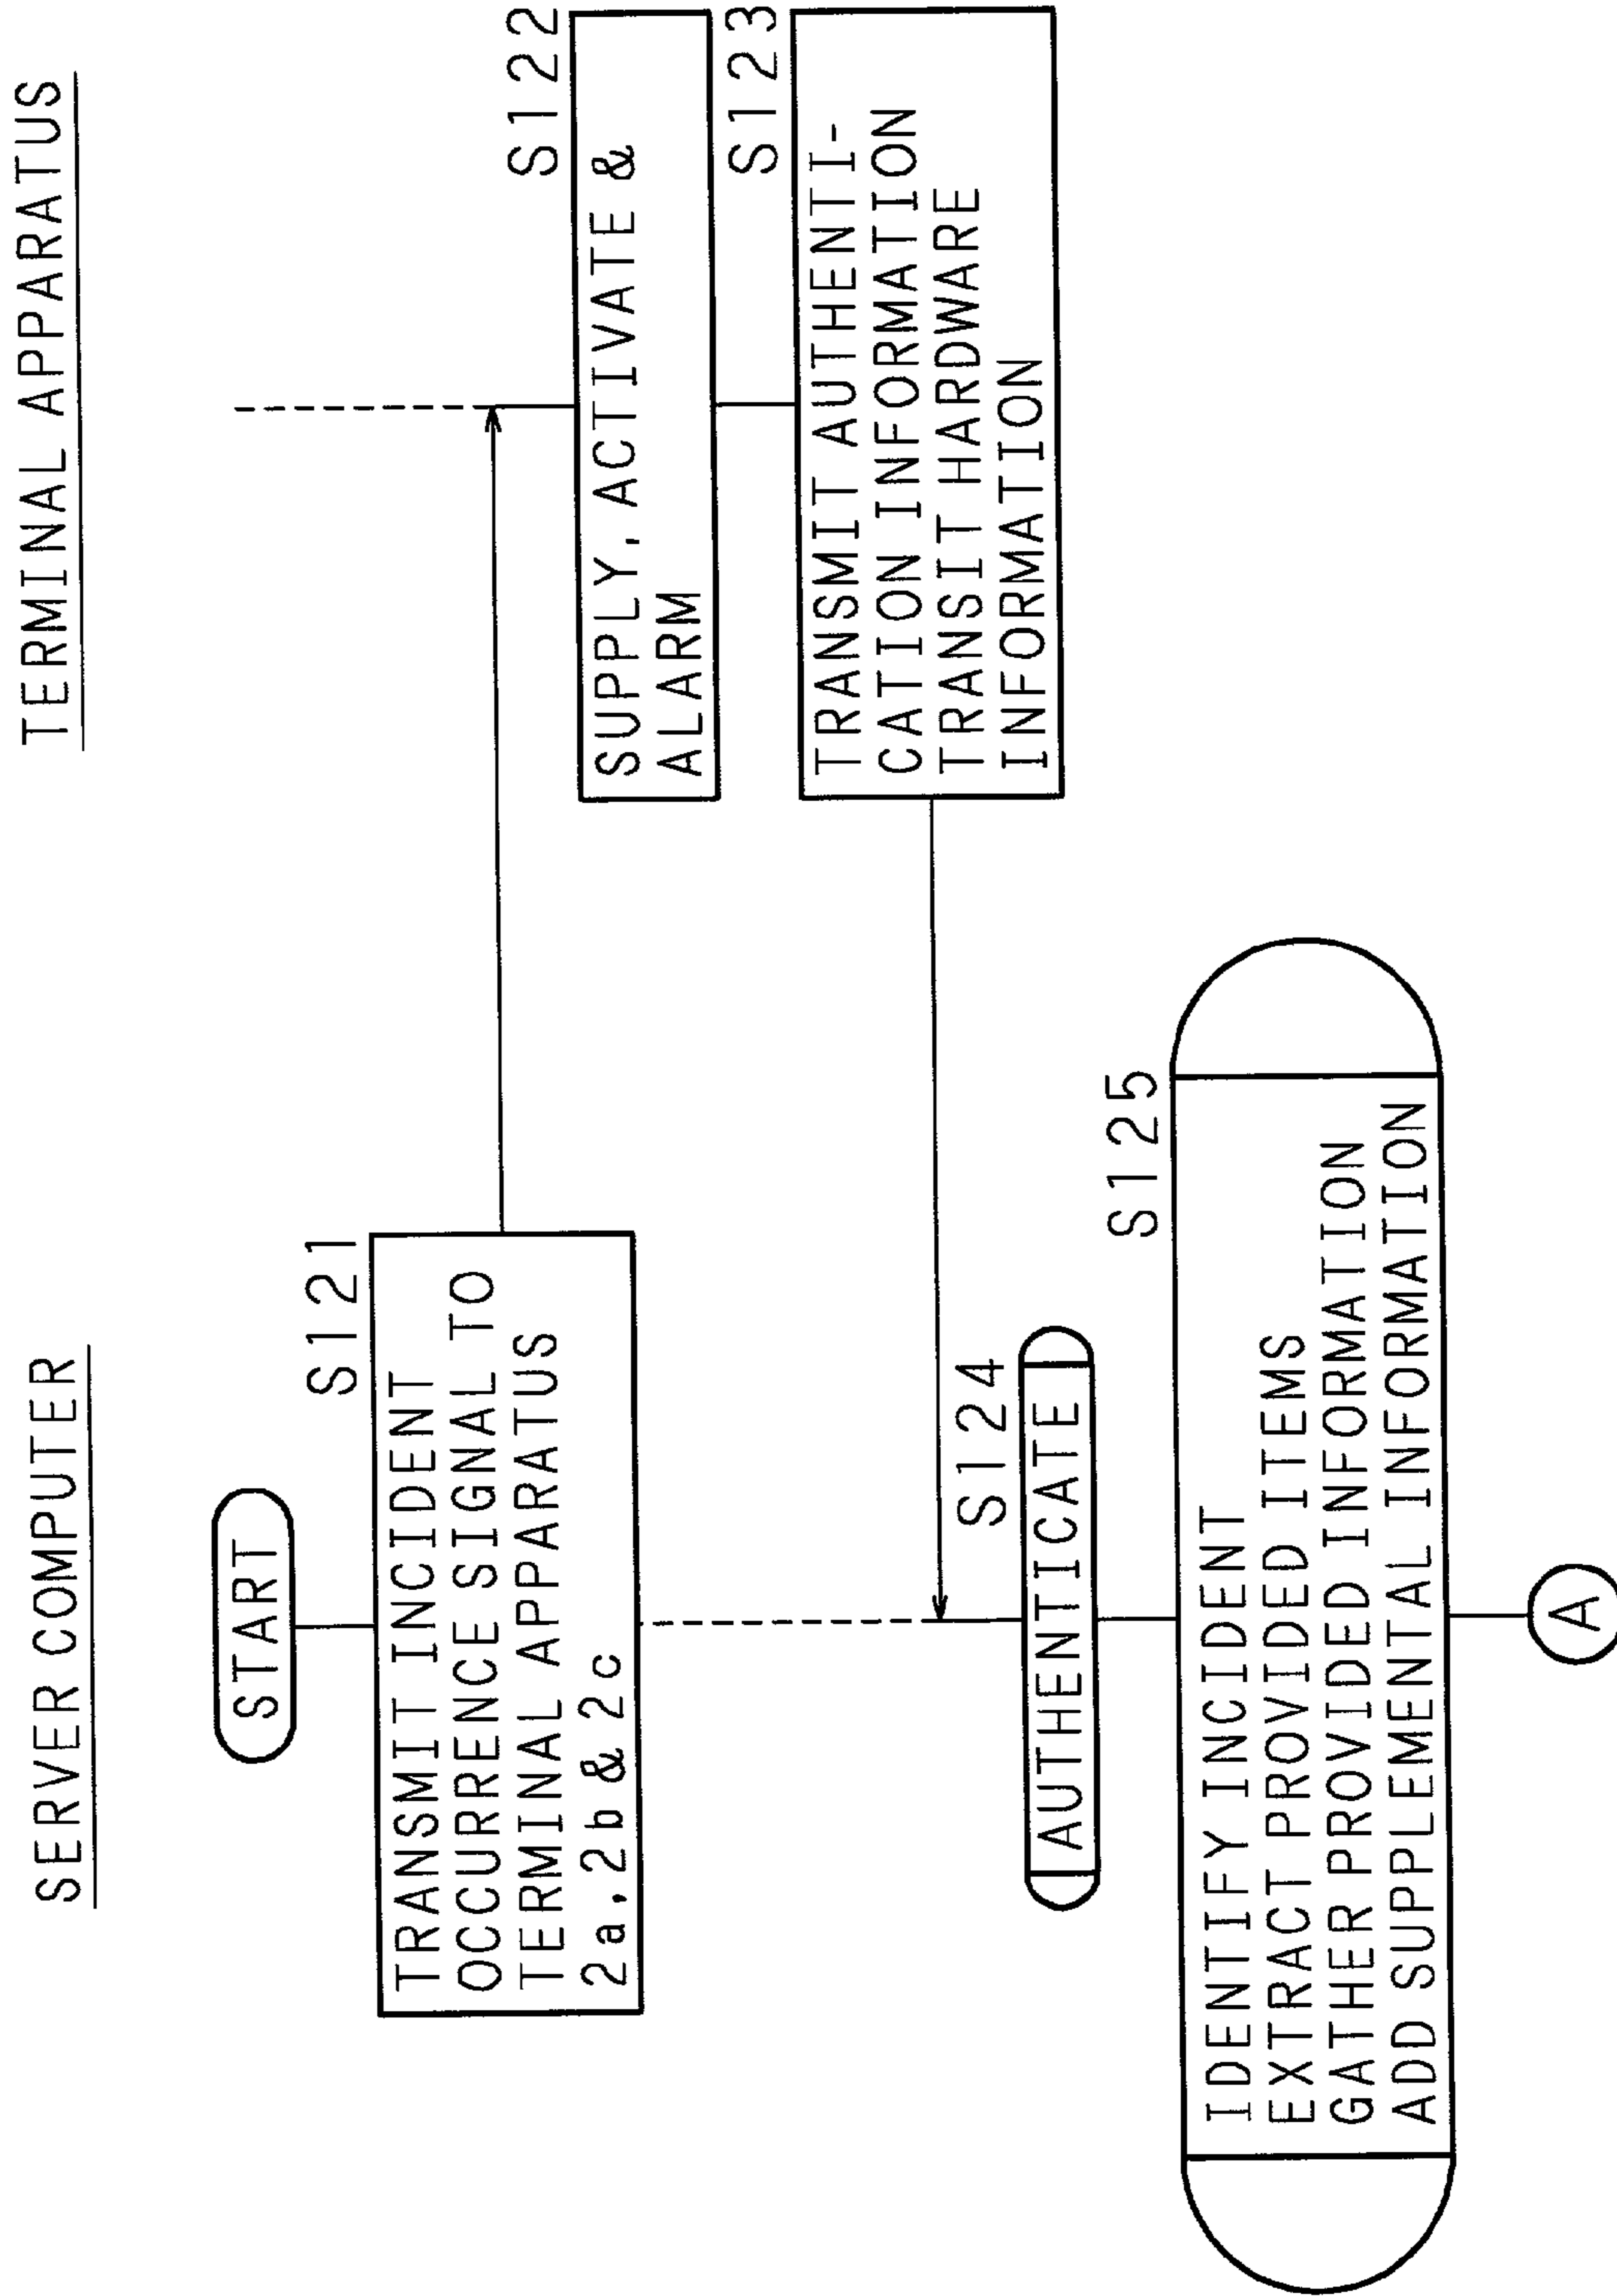 SERVER COMPUTER
TERMINAL APPARATUS
START
S121
TRANSMIT INCIDENT
OCCURRENCE SIGNAL TO
TERMINAL APPARATUS
2a,2b & 2c
S122
SUPPLY, ACTIVATE &
ALARM
S123
TRANSMIT AUTHENTI-
CATION INFORMATION
TRANSIT HARDWARE
INFORMATION
S124
AUTHENTICATE
S125
IDENTIFY INCIDENT
EXTRACT PROVIDED ITEMS
GATHER PROVIDED INFORMATION
ADD SUPPLEMENTAL INFORMATION
A